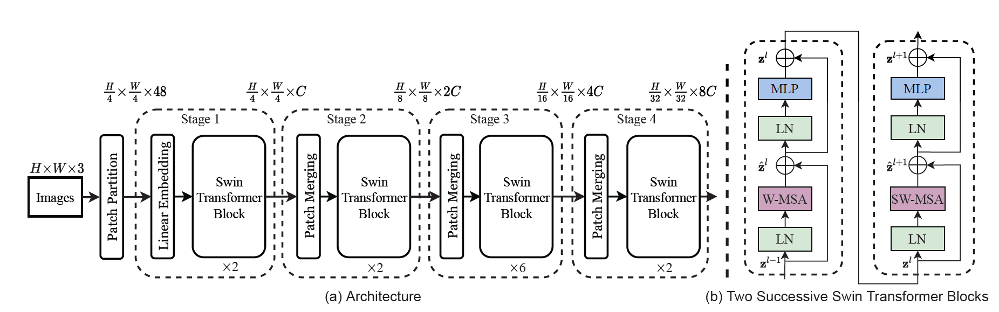 H/4 × W/4 × 48
H/4 × W/4 × C
H/8 × W/8 × 2C
H/16 × W/16 × 4C
H/32 × W/32 × 8C
Stage 1
Stage 2
Stage 3
Stage 4
H × W × 3
Images
Patch Partition
Linear Embedding
Swin
Transformer
Block
×2
Patch Merging
Swin
Transformer
Block
×2
Patch Merging
Swin
Transformer
Block
×6
Patch Merging
Swin
Transformer
Block
×2
(a) Architecture
z^l
MLP
LN
ẑ^l
W-MSA
LN
z^{l-1}
z^{l+1}
MLP
LN
ẑ^{l+1}
SW-MSA
LN
z^l
(b) Two Successive Swin Transformer Blocks